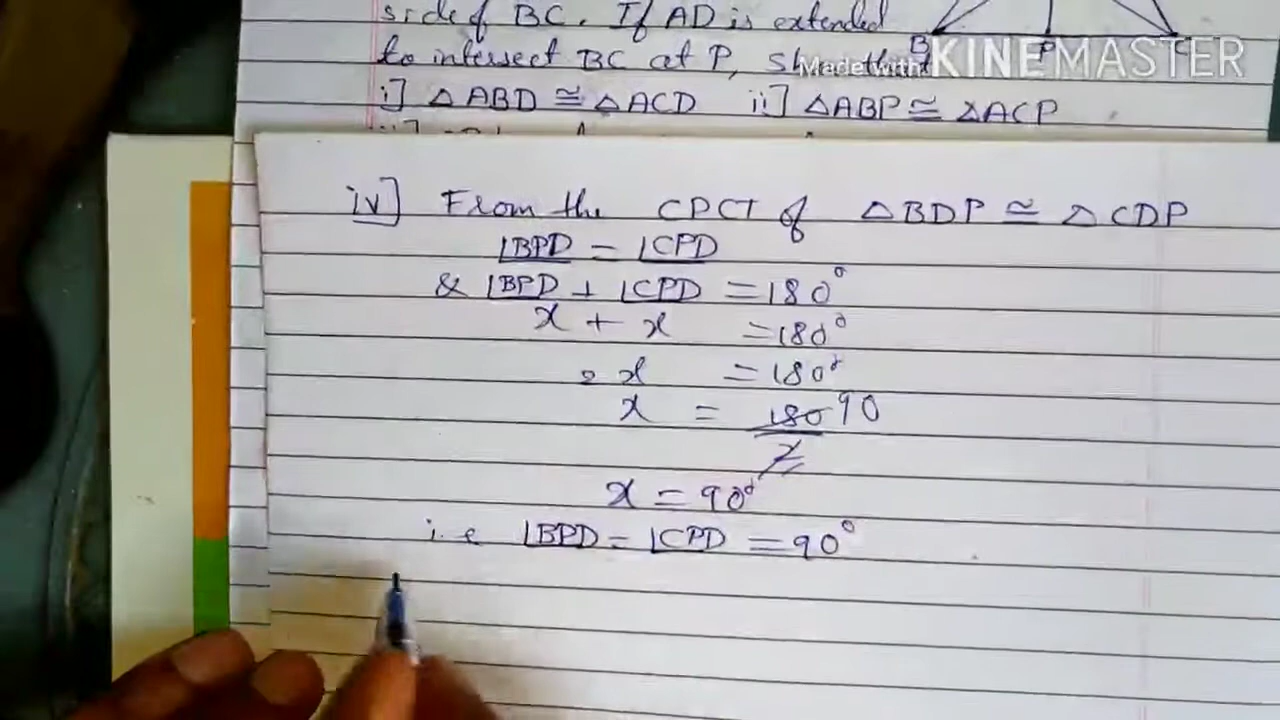 side of BC. If AD is extended
to intersect BC at P, show that
i] △ABD ≅ △ACD ii] △ABP ≅ △ACP
B P C
Made with KINEMASTER
iv] From the CPCT of △BDP ≅ △CDP
∠BPD = ∠CPD
& ∠BPD + ∠CPD = 180°
x + x = 180°
2x = 180°
x = 180 90
2
x = 90°
i.e ∠BPD = ∠CPD = 90°